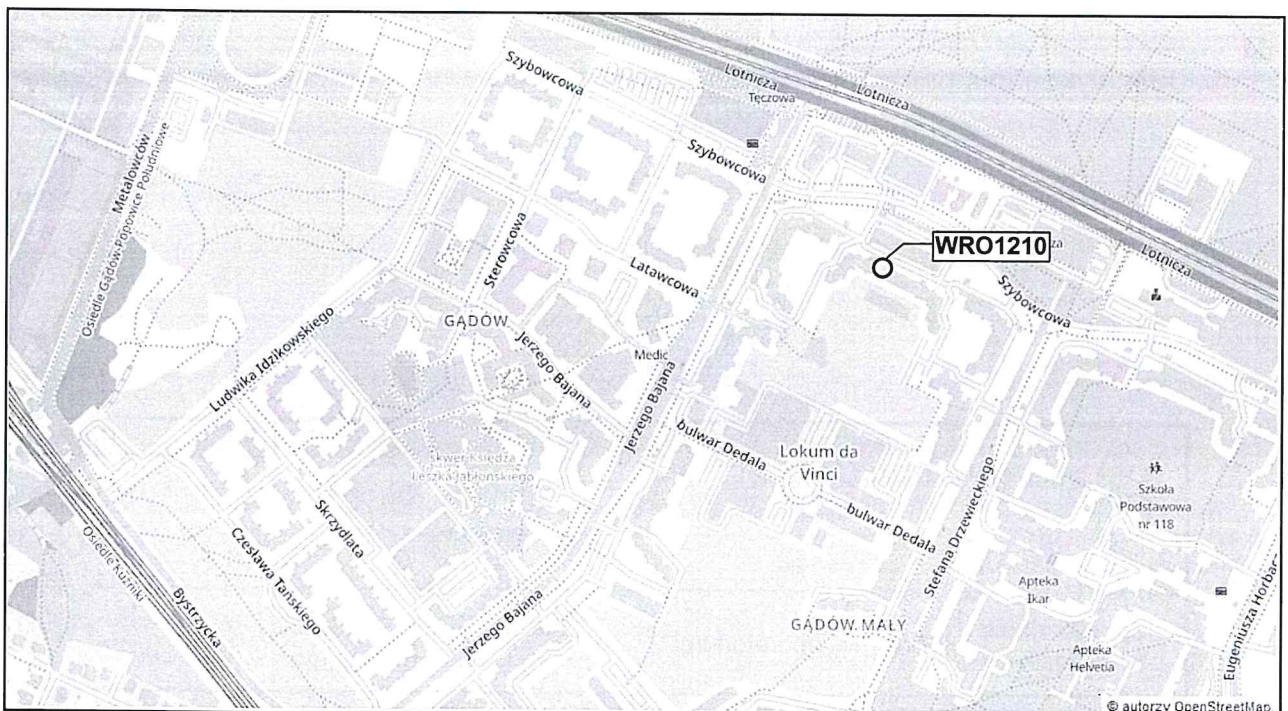 Szybowcowa
Lotnicza
Tęczowa
Lotnicza
Metalowców
Osiedle Gądów-Popowice Południowe
Szybowcowa
WRO1210
za
Lotnicza
Sterowcowa
Latawcowa
Szybowcowa
GĄDÓW
Ludwika Idzikowskiego
Jerzego Bajana
Medic
Jerzego Bajana
bulwar Dedala
Lokum da
Vinci
Skwer Księdza
Leszka Jabłońskiego
Szkoła
Podstawowa
nr 118
Skrzydlata
bulwar Dedala
Stefana Drzewieckiego
Czesława Tańskiego
Osiedle Kuźniki
Bystrzycka
Apteka
Ikar
Jerzego Bajana
GĄDÓW MAŁY
Apteka
Helvetia
Eugeniusza Horbac
© autorzy OpenStreetMap